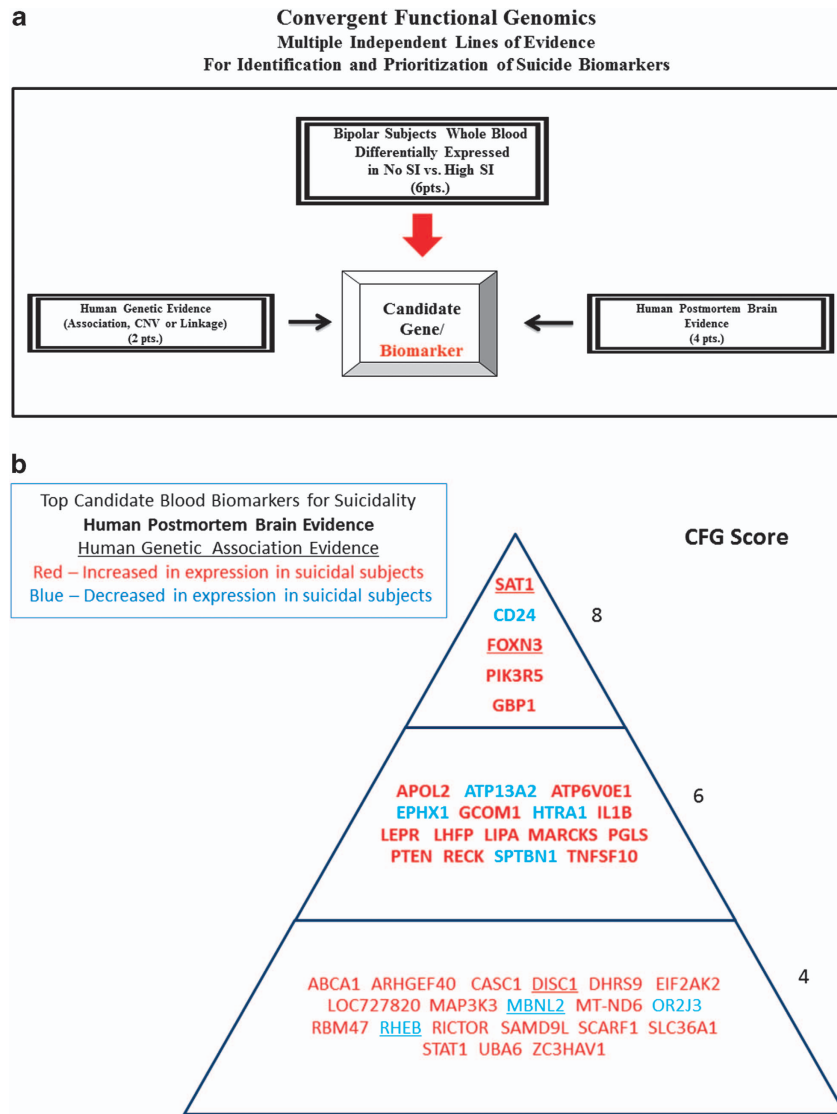 a
Convergent Functional Genomics
Multiple Independent Lines of Evidence
For Identification and Prioritization of Suicide Biomarkers
Bipolar Subjects Whole Blood
Differentially Expressed
in No SI vs. High SI
(6pts.)
Human Genetic Evidence
(Association, CNV or Linkage)
(2 pts.)
Candidate
Gene/
Biomarker
Human Postmortem Brain
Evidence
(4 pts.)
b
Top Candidate Blood Biomarkers for Suicidality
Human Postmortem Brain Evidence
Human Genetic Association Evidence
Red – Increased in expression in suicidal subjects
Blue – Decreased in expression in suicidal subjects
CFG Score
SAT1
CD24
FOXN3
PIK3R5
GBP1
8
APOL2 ATP13A2 ATP6V0E1
EPHX1 GCOM1 HTRA1 IL1B
LEPR LHFP LIPA MARCKS PGLS
PTEN RECK SPTBN1 TNFSF10
6
ABCA1 ARHGEF40 CASC1 DISC1 DHRS9 EIF2AK2
LOC727820 MAP3K3 MBNL2 MT-ND6 OR2J3
RBM47 RHEB RICTOR SAMD9L SCARF1 SLC36A1
STAT1 UBA6 ZC3HAV1
4